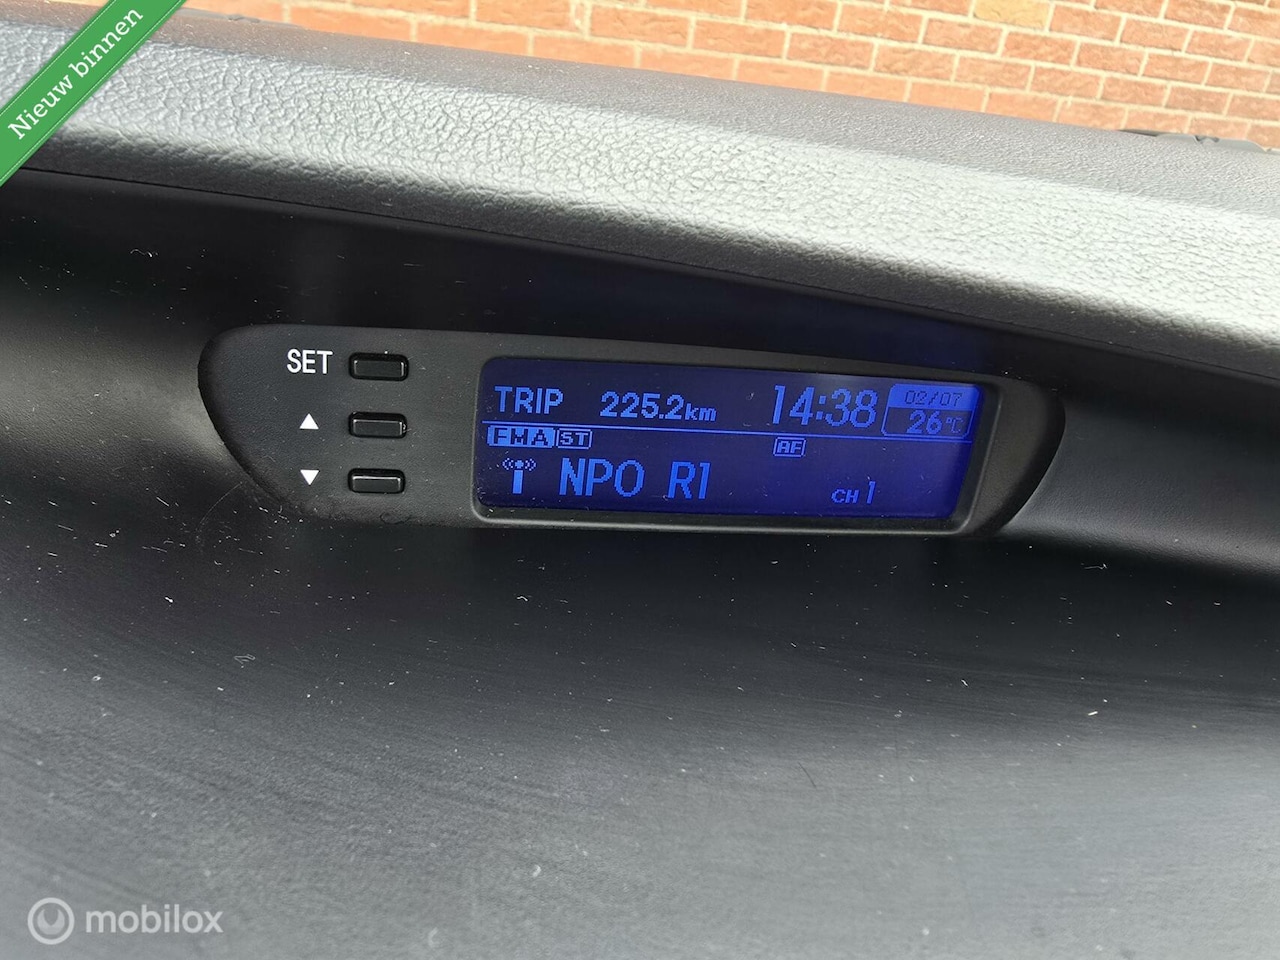 Nieuw binnen
SET
▲
▼
TRIP 225.2km 14:38 02/07
26°C
FMA ST AF
NPO R1 CH 1
mobilox